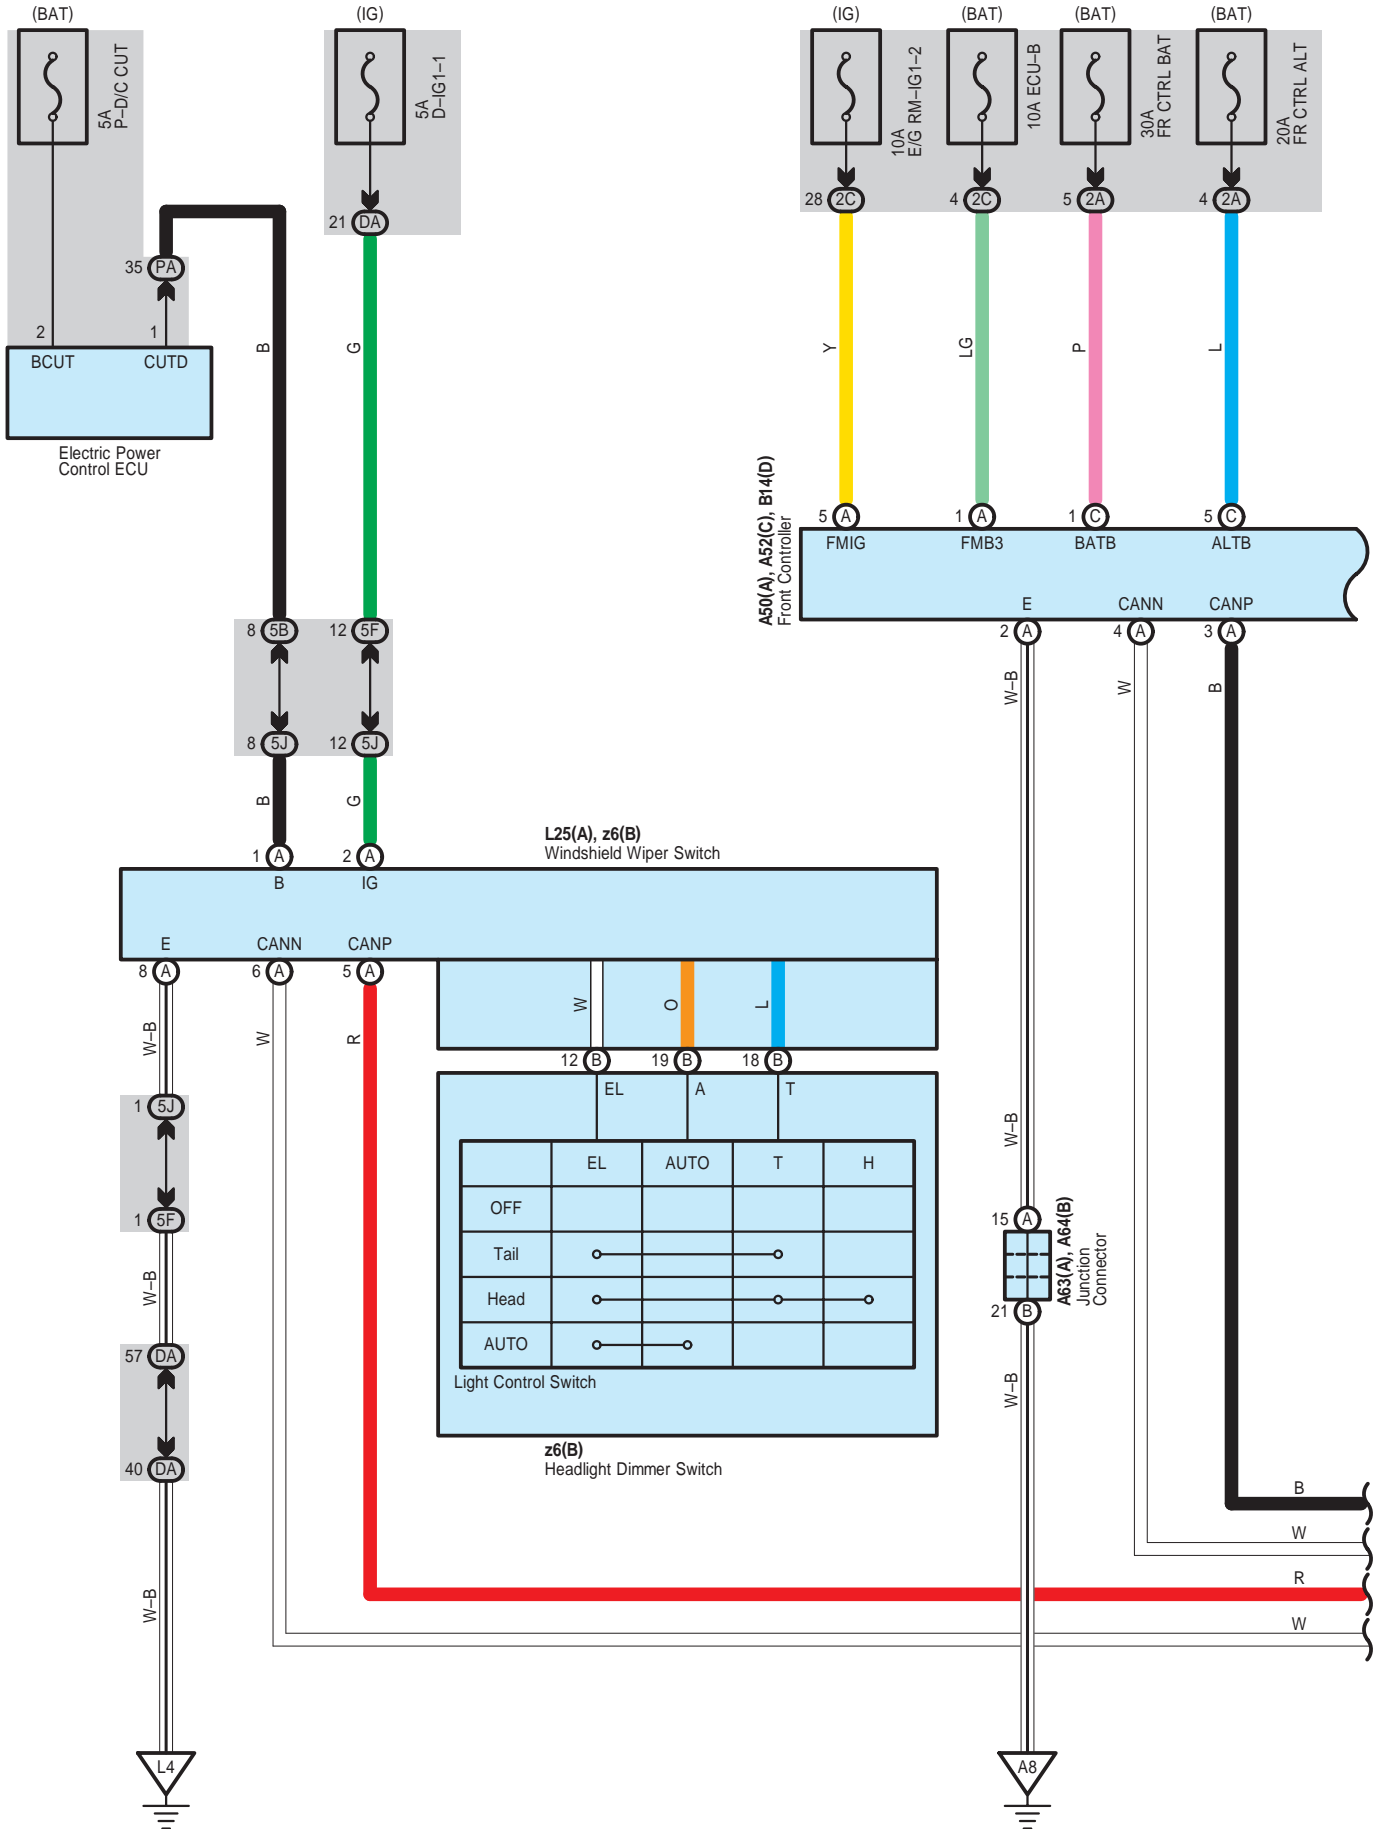 (BAT)
(IG)
(IG)
(BAT)
(BAT)
(BAT)
5A
P–D/C CUT
5A
D–IG1–1
10A
E/G RM–IG1–2
10A ECU–B
30A
FR CTRL BAT
20A
FR CTRL ALT
28 2C
4 2C
5 2A
4 2A
21 DA
35 PA
2
1
BCUT
CUTD
B
G
Y
LG
P
L
Electric Power
Control ECU
A50(A), A52(C), B14(D)
Front Controller
5 A
1 A
1 C
5 C
FMIG
FMB3
BATB
ALTB
E
CANN
CANP
2 A
4 A
3 A
8 5B
12 5F
W–B
W
B
8 5J
12 5J
B
G
L25(A), z6(B)
Windshield Wiper Switch
1 A
2 A
B
IG
E
CANN
CANP
8 A
6 A
5 A
W
O
L
W–B
W
R
12 B
19 B
18 B
EL
A
T
1 5J
W–B
EL
AUTO
T
H
OFF
Tail
Head
AUTO
Light Control Switch
1 5F
15 A
A63(A), A64(B)
Junction
Connector
21 B
W–B
57 DA
W–B
z6(B)
Headlight Dimmer Switch
40 DA
B
W
R
W
W–B
L4
A8